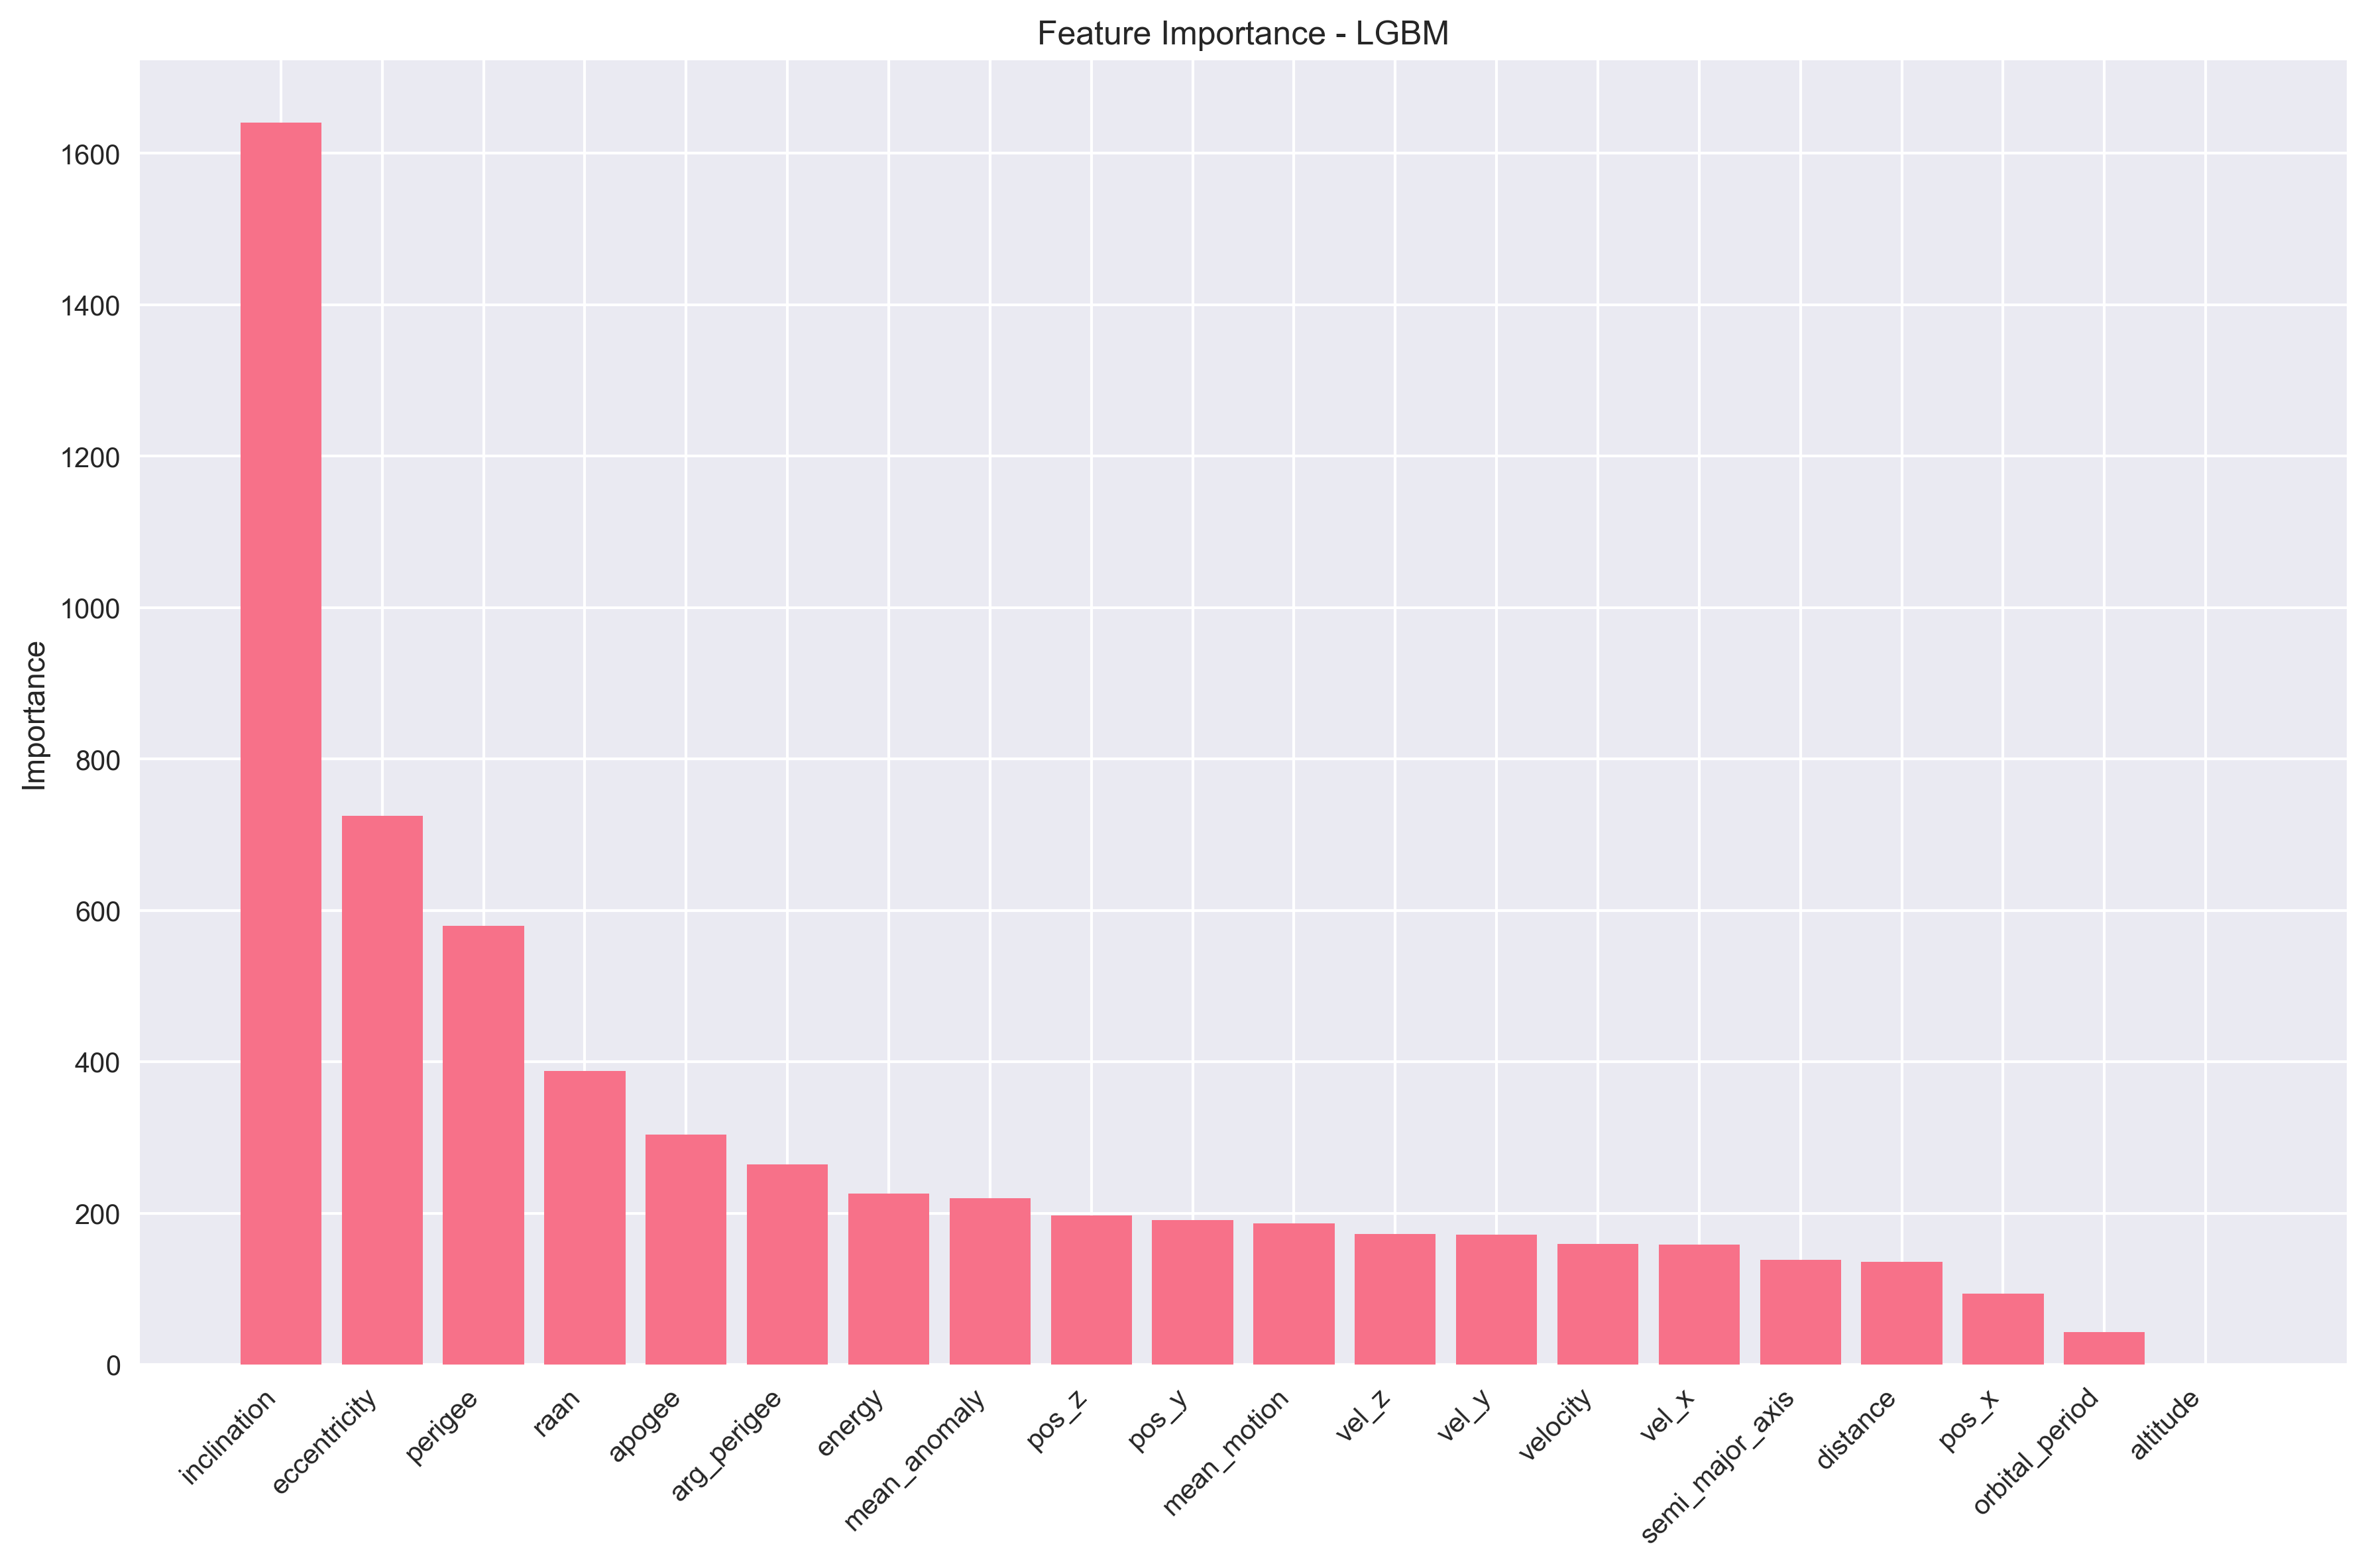 Feature Importance - LGBM
Importance
1600
1400
1200
1000
800
600
400
200
0
inclination
eccentricity
perigee
raan
apogee
arg_perigee
energy
mean_anomaly
pos_z
pos_y
mean_motion
vel_z
vel_y
velocity
vel_x
semi_major_axis
distance
pos_x
orbital_period
altitude